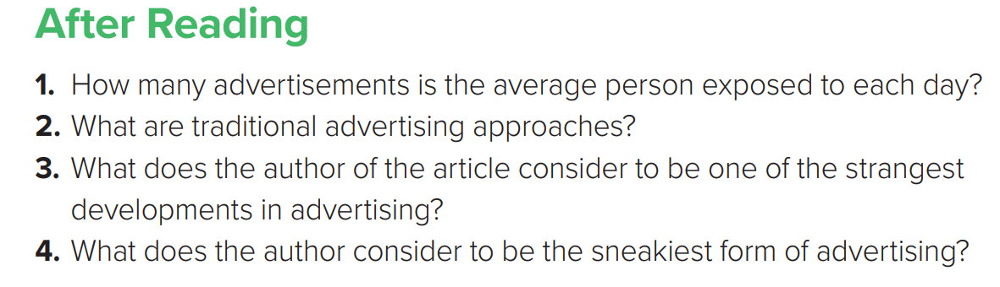 After Reading
1. How many advertisements is the average person exposed to each day?
2. What are traditional advertising approaches?
3. What does the author of the article consider to be one of the strangest
developments in advertising?
4. What does the author consider to be the sneakiest form of advertising?